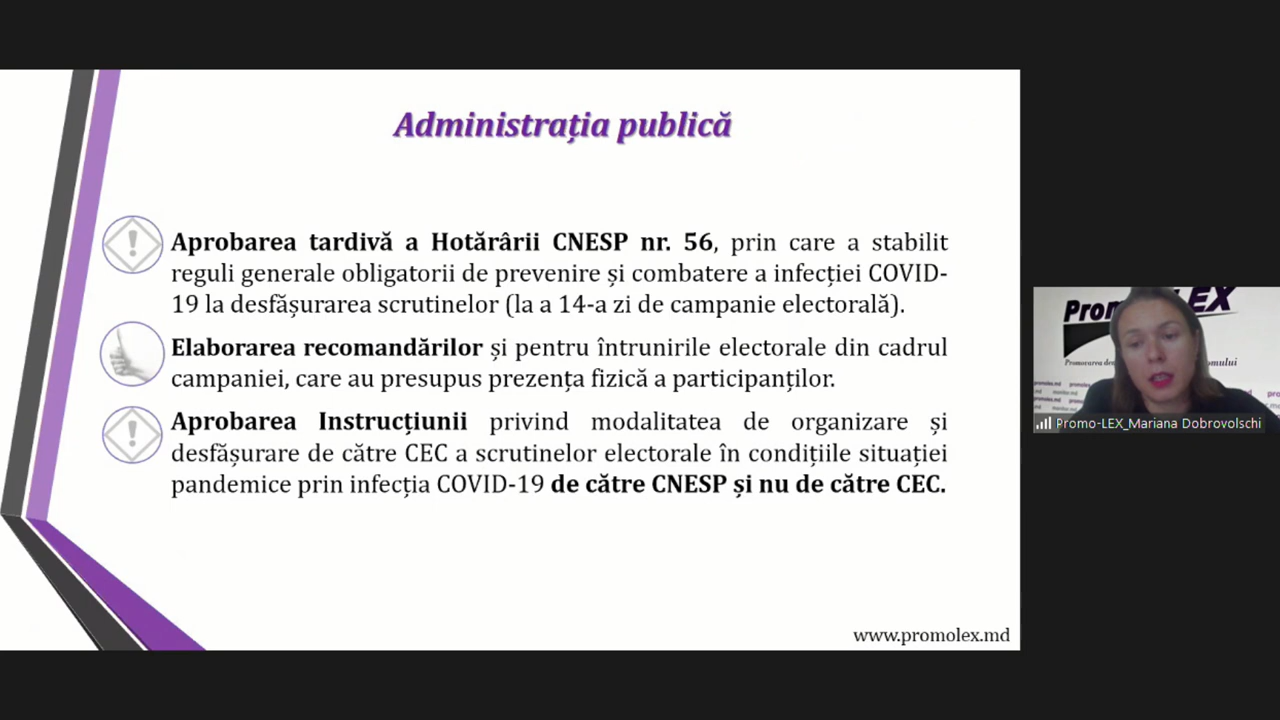 Administrația publică
Aprobarea tardivă a Hotărârii CNESP nr. 56, prin care a stabilit
reguli generale obligatorii de prevenire și combatere a infecției COVID-
19 la desfășurarea scrutinelor (la a 14-a zi de campanie electorală).
Elaborarea recomandărilor și pentru întrunirile electorale din cadrul
campaniei, care au presupus prezența fizică a participanților.
Aprobarea Instrucțiunii privind modalitatea de organizare și
desfășurare de către CEC a scrutinelor electorale în condițiile situației
pandemice prin infecția COVID-19 de către CNESP și nu de către CEC.
www.promolex.md
Promo-LEX_Mariana Dobrovolschi